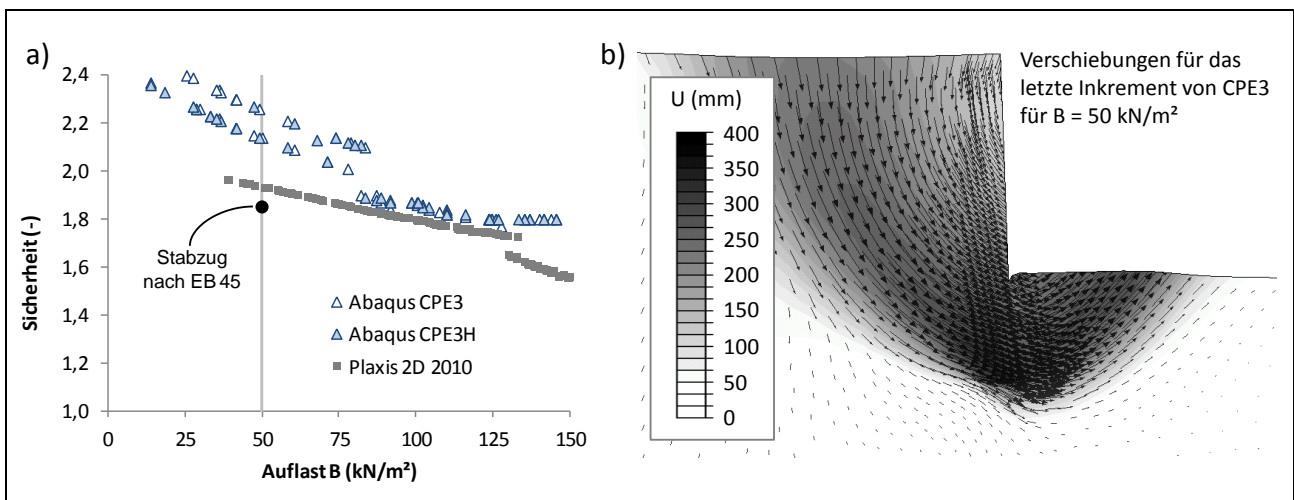 a)
2,4
2,2
2,0
1,8
1,6
1,4
1,2
1,0
Sicherheit (-)
0
25
50
75
100
125
150
Auflast B (kN/m²)
Stabzug
nach EB 45
Abaqus CPE3
Abaqus CPE3H
Plaxis 2D 2010
b)
U (mm)
400
350
300
250
200
150
100
50
0
Verschiebungen für das
letzte Inkrement von CPE3
für B = 50 kN/m²